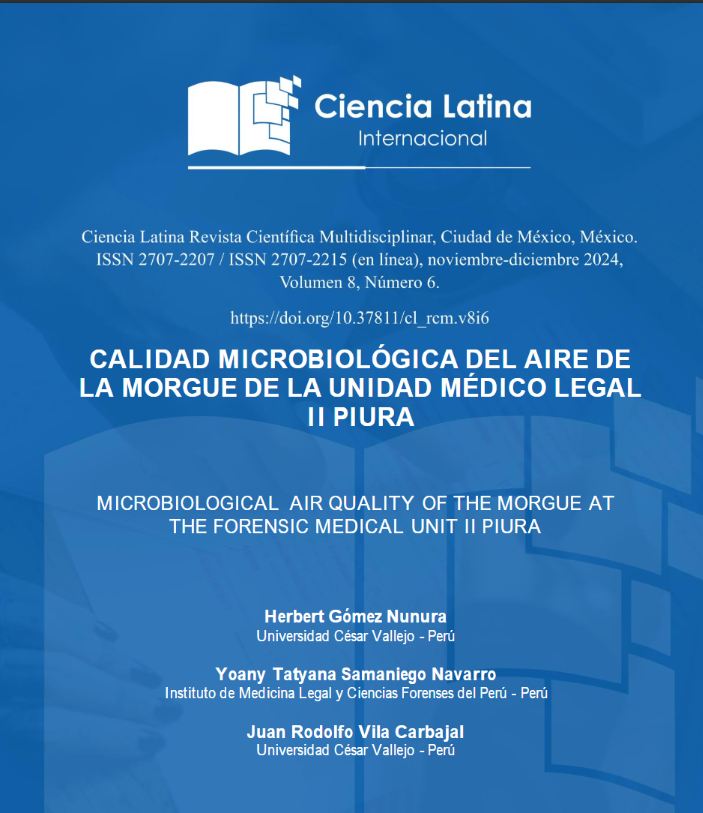 Ciencia Latina
Internacional
Ciencia Latina Revista Científica Multidisciplinar, Ciudad de México, México.
ISSN 2707-2207 / ISSN 2707-2215 (en línea), noviembre-diciembre 2024,
Volumen 8, Número 6.
https://doi.org/10.37811/cl_rcm.v8i6
CALIDAD MICROBIOLÓGICA DEL AIRE DE
LA MORGUE DE LA UNIDAD MÉDICO LEGAL
II PIURA
MICROBIOLOGICAL AIR QUALITY OF THE MORGUE AT
THE FORENSIC MEDICAL UNIT II PIURA
Herbert Gómez Nunura
Universidad César Vallejo - Perú
Yoany Tatyana Samaniego Navarro
Instituto de Medicina Legal y Ciencias Forenses del Perú - Perú
Juan Rodolfo Vila Carbajal
Universidad César Vallejo - Perú